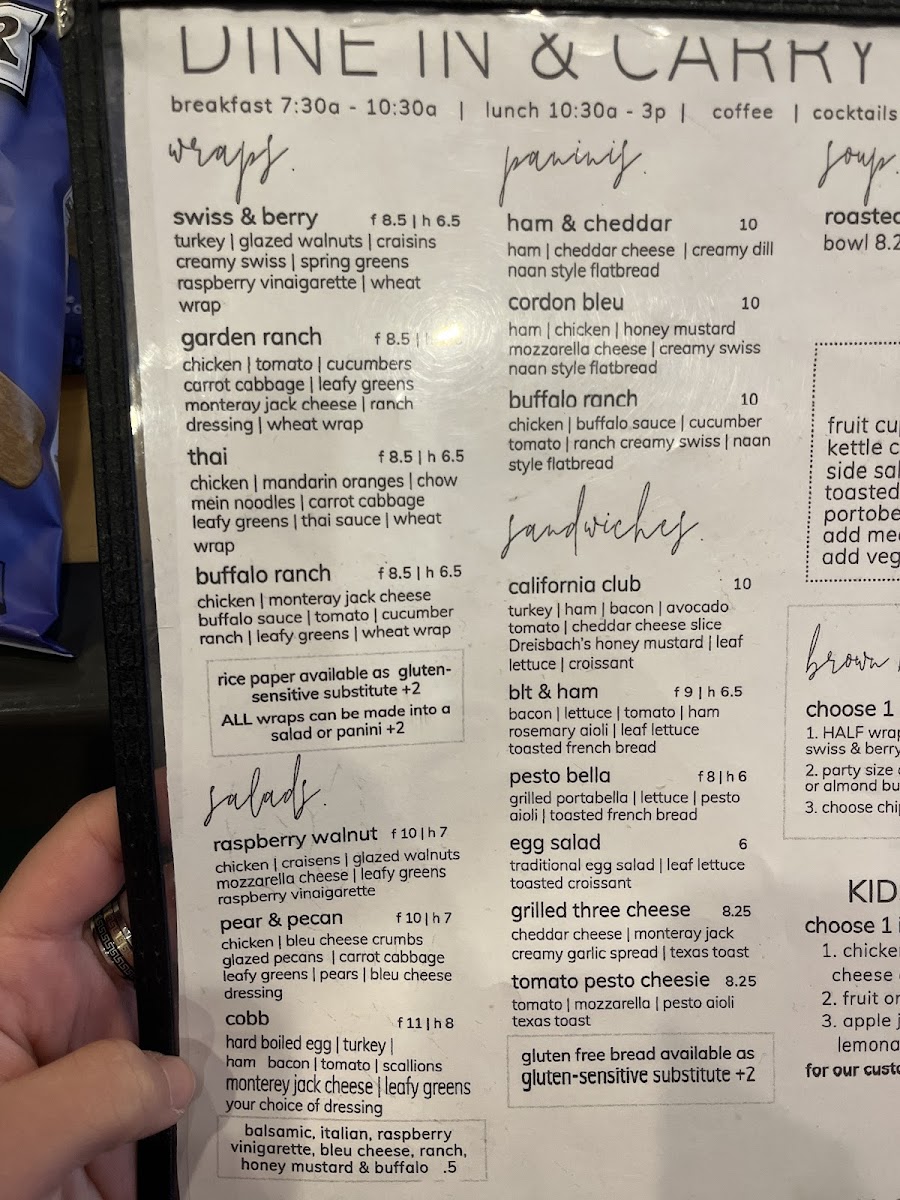 DINE IN & CARRY
breakfast 7:30a - 10:30a | lunch 10:30a - 3p | coffee | cocktails
wraps.
swiss & berry f 8.5 | h 6.5
turkey | glazed walnuts | craisins
creamy swiss | spring greens
raspberry vinaigarette | wheat
wrap
garden ranch f 8.5 |
chicken | tomato | cucumbers
carrot cabbage | leafy greens
monteray jack cheese | ranch
dressing | wheat wrap
thai f 8.5 | h 6.5
chicken | mandarin oranges | chow
mein noodles | carrot cabbage
leafy greens | thai sauce | wheat
wrap
buffalo ranch f 8.5 | h 6.5
chicken | monteray jack cheese
buffalo sauce | tomato | cucumber
ranch | leafy greens | wheat wrap
rice paper available as gluten-
sensitive substitute +2
ALL wraps can be made into a
salad or panini +2
salads.
raspberry walnut f 10 | h 7
chicken | craisens | glazed walnuts
mozzarella cheese | leafy greens
raspberry vinaigarette
pear & pecan f 10 | h 7
chicken | bleu cheese crumbs
glazed pecans | carrot cabbage
leafy greens | pears | bleu cheese
dressing
cobb f 11 | h 8
hard boiled egg | turkey |
ham bacon | tomato | scallions
monterey jack cheese | leafy greens
your choice of dressing
balsamic, italian, raspberry
vinigarette, bleu cheese, ranch,
honey mustard & buffalo .5
paninis.
ham & cheddar 10
ham | cheddar cheese | creamy dill
naan style flatbread
cordon bleu 10
ham | chicken | honey mustard
mozzarella cheese | creamy swiss
naan style flatbread
buffalo ranch 10
chicken | buffalo sauce | cucumber
tomato | ranch creamy swiss | naan
style flatbread
sandwiches.
california club 10
turkey | ham | bacon | avocado
tomato | cheddar cheese slice
Dreisbach's honey mustard | leaf
lettuce | croissant
blt & ham f 9 | h 6.5
bacon | lettuce | tomato | ham
rosemary aioli | leaf lettuce
toasted french bread
pesto bella f 8 | h 6
grilled portabella | lettuce | pesto
aioli | toasted french bread
egg salad 6
traditional egg salad | leaf lettuce
toasted croissant
grilled three cheese 8.25
cheddar cheese | monteray jack
creamy garlic spread | texas toast
tomato pesto cheesie 8.25
tomato | mozzarella | pesto aioli
texas toast
gluten free bread available as
gluten-sensitive substitute +2
soup.
roasted
bowl 8.2
fruit cu
kettle c
side sal
toasted
portobe
add me
add veg
brown
choose 1
1. HALF wrap
swiss & berry
2. party size
or almond bu
3. choose chi
KID
choose 1 i
1. chicke
cheese
2. fruit or
3. apple j
lemona
for our custo